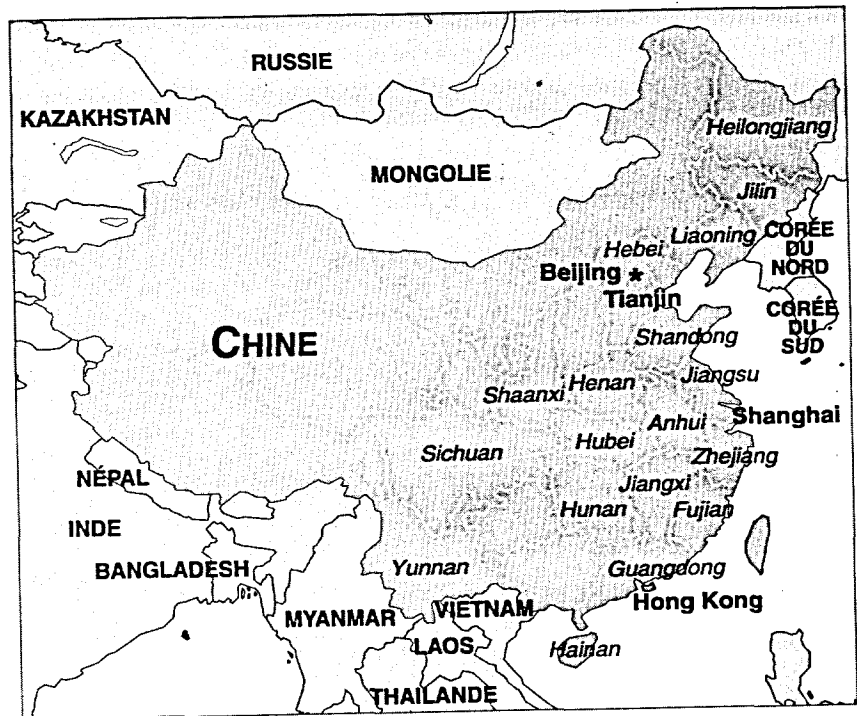 RUSSIE
KAZAKHSTAN
Heilongjiang
MONGOLIE
Jilin
Liaoning
CORÉE
DU
NORD
Hebei
Beijing *
Tianjin
CORÉE
DU
SUD
CHINE
Shandong
Jiangsu
Henan
Shaanxi
Shanghai
Anhui
Hubei
Sichuan
Zhejiang
NÉPAL
Jiangxi
Hunan
Fujian
INDE
BANGLADESH
Yunnan
Guangdong
Hong Kong
VIETNAM
MYANMAR
LAOS
Hainan
THAILANDE